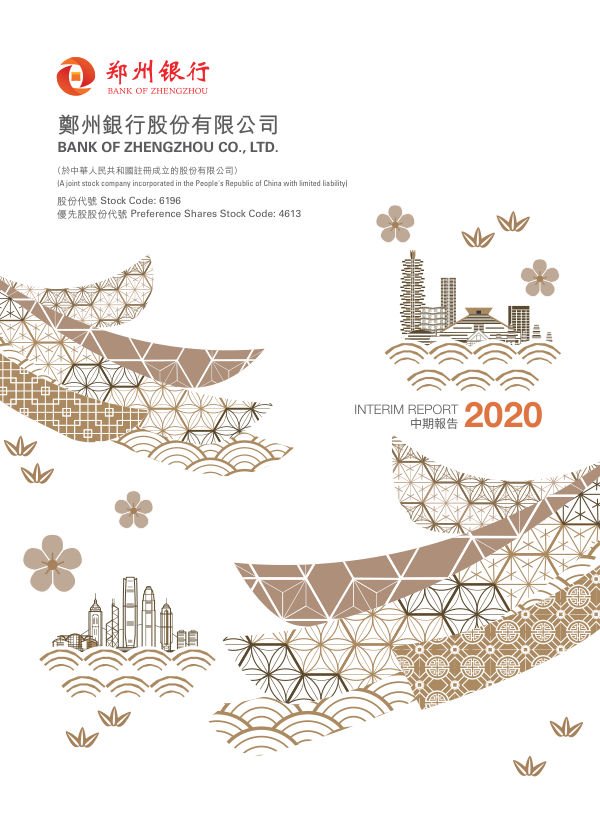 郑州银行
BANK OF ZHENGZHOU
鄭州銀行股份有限公司
BANK OF ZHENGZHOU CO., LTD.
(於中華人民共和國註冊成立的股份有限公司)
(A joint stock company incorporated in the People's Republic of China with limited liability)
股份代號 Stock Code: 6196
優先股股份代號 Preference Shares Stock Code: 4613
INTERIM REPORT 2020
中期報告